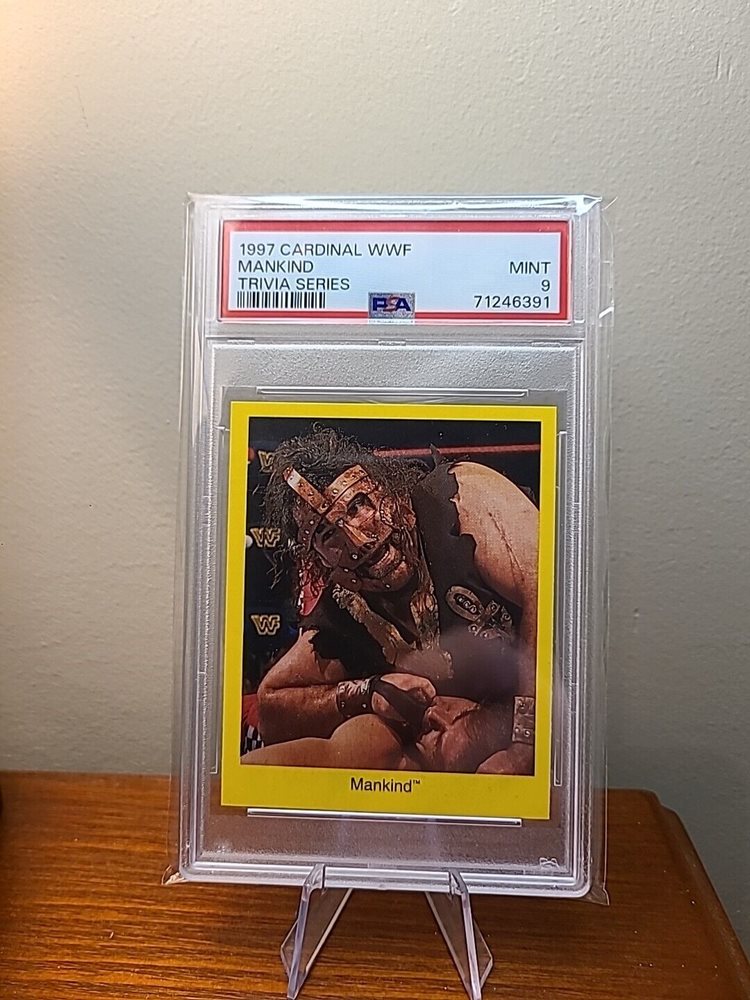 1997 CARDINAL WWF
MANKIND MINT
TRIVIA SERIES 9
PSA 71246391
Mankind™